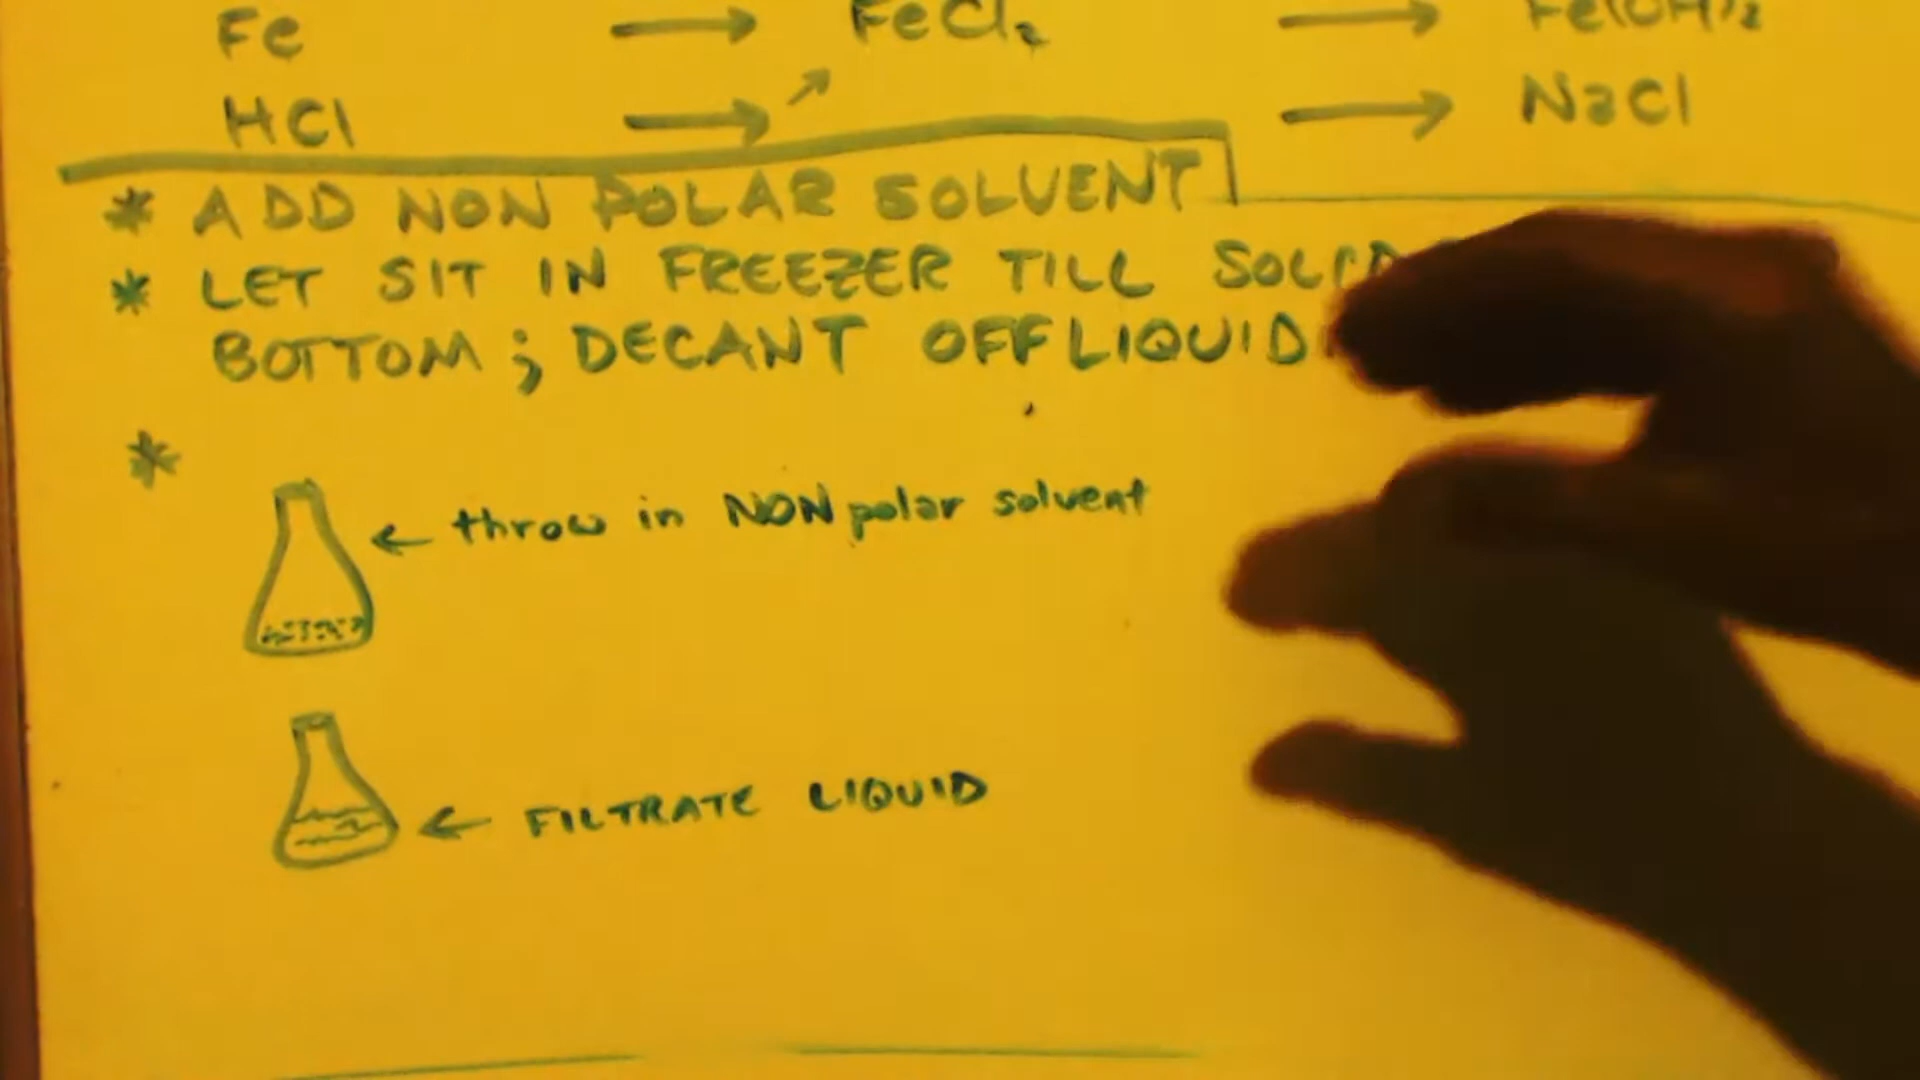 Fe → FeCl₂ → Fe(OH)₂
HCl → ↗ → NaCl
* ADD NON POLAR SOLVENT
* LET SIT IN FREEZER TILL
BOTTOM ; DECANT OFF LIQUID
*
← throw in NON polar solvent
← FILTRATE LIQUID